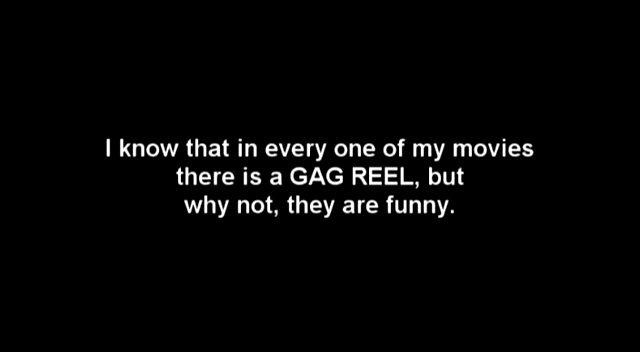 I know that in every one of my movies
there is a GAG REEL, but
why not, they are funny.